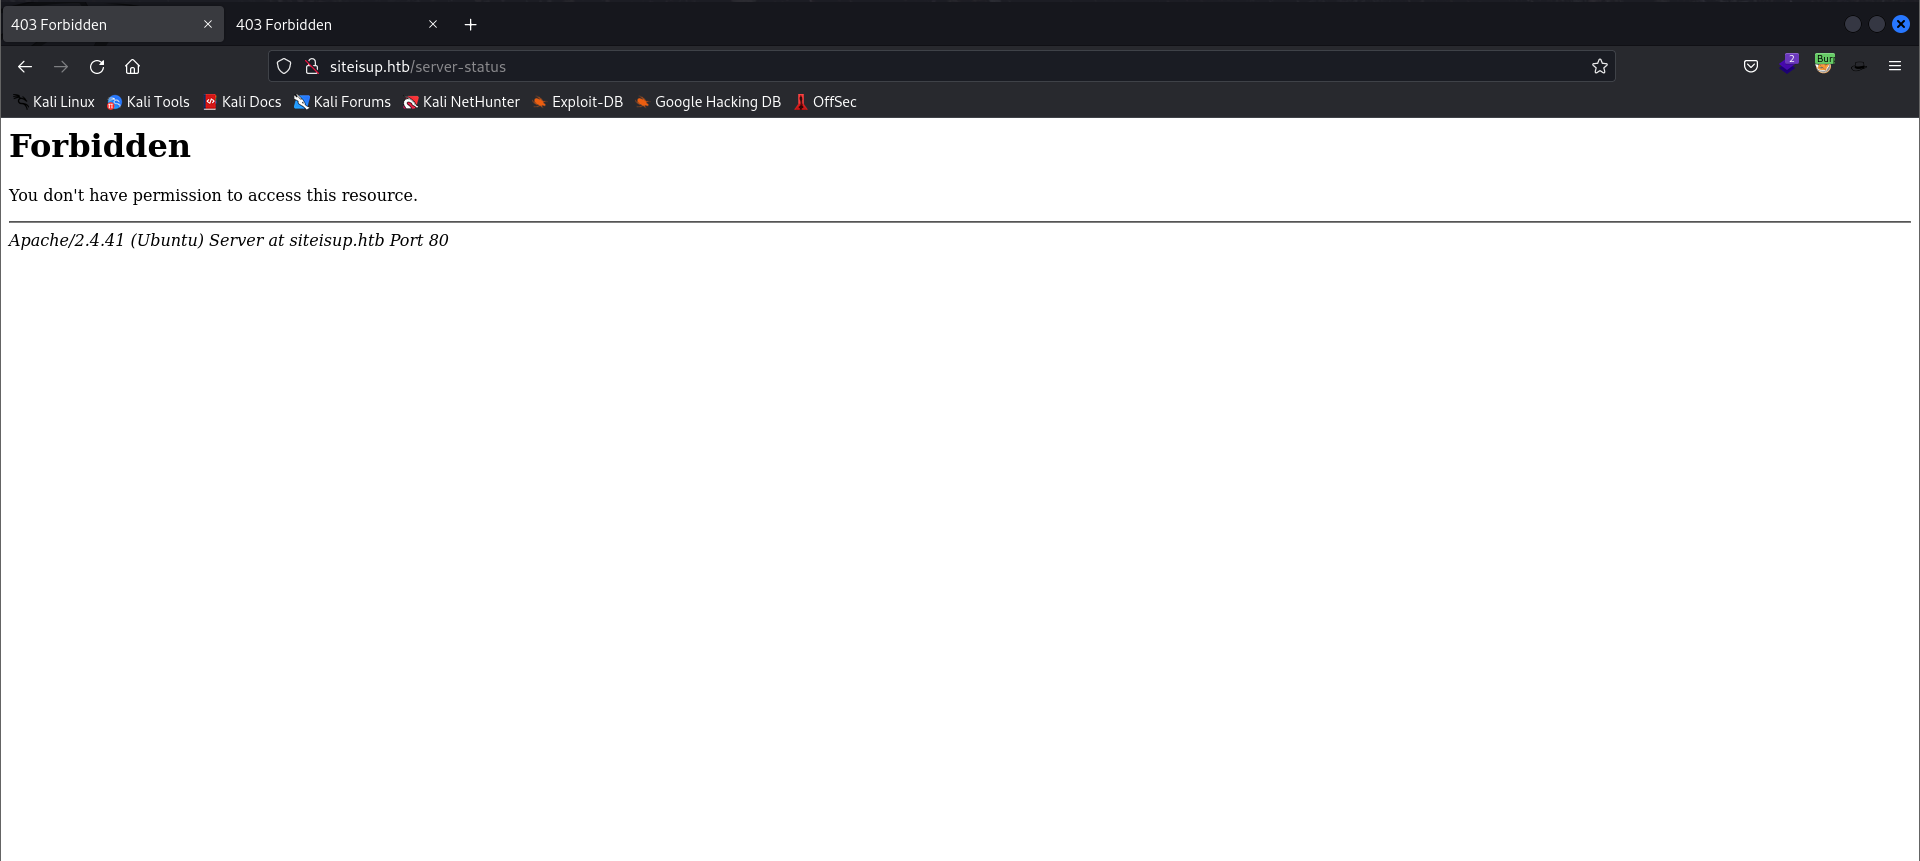 403 Forbidden 403 Forbidden
siteisup.htb/server-status
2
Burr
Kali Linux Kali Tools Kali Docs Kali Forums Kali NetHunter Exploit-DB Google Hacking DB OffSec
Forbidden
You don't have permission to access this resource.
Apache/2.4.41 (Ubuntu) Server at siteisup.htb Port 80